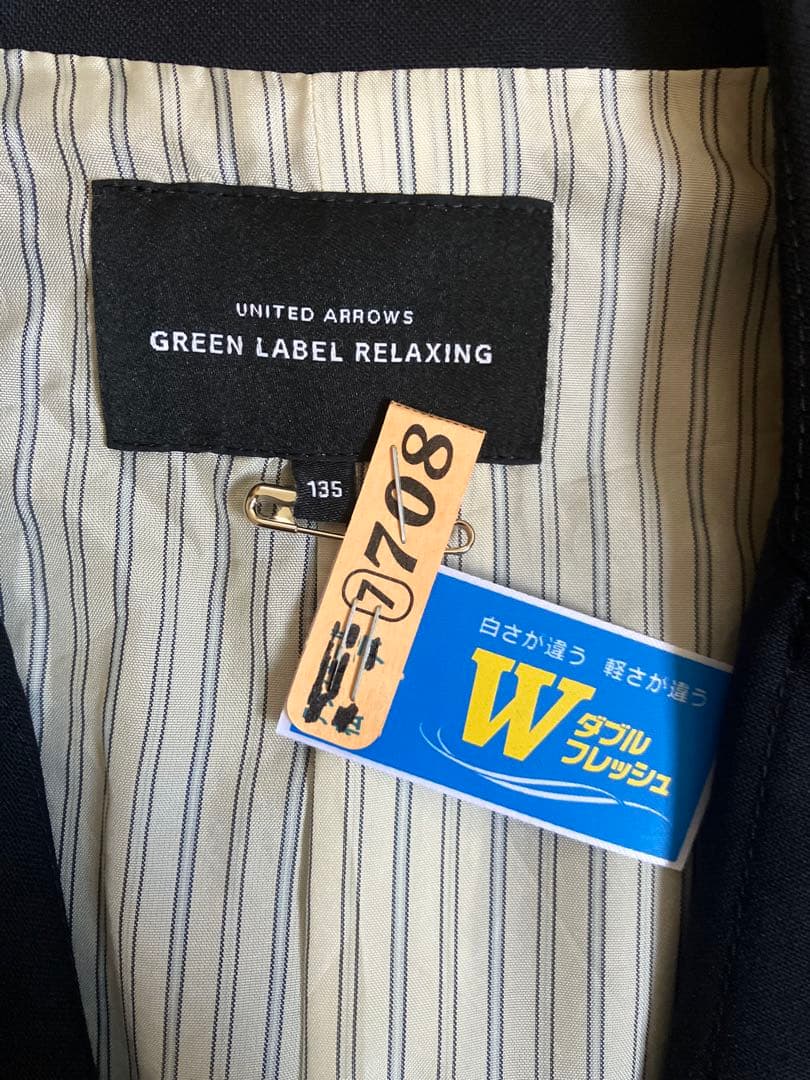 UNITED ARROWS
GREEN LABEL RELAXING
135
7708
白さが違う 軽さが違う
W
ダブル
フレッシュ